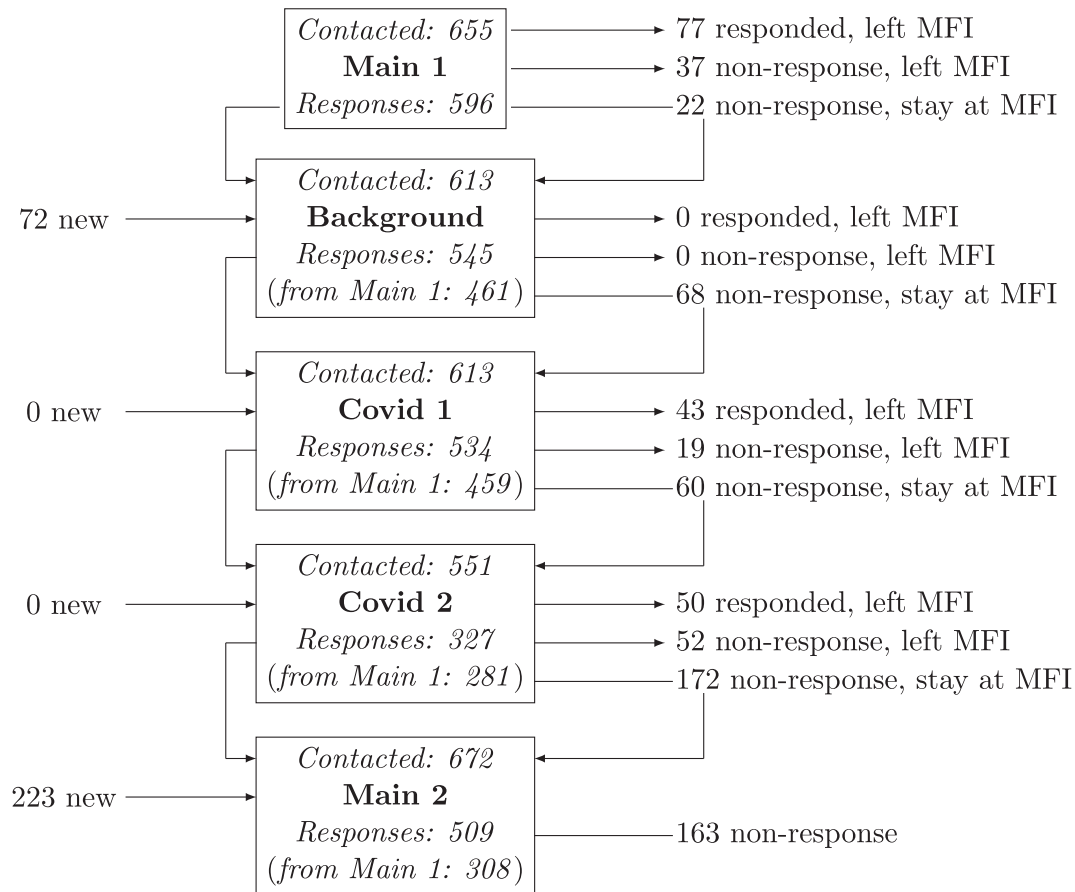 Contacted: 655
Main 1
Responses: 596
77 responded, left MFI
37 non-response, left MFI
22 non-response, stay at MFI
72 new
Contacted: 613
Background
Responses: 545
(from Main 1: 461)
0 responded, left MFI
0 non-response, left MFI
68 non-response, stay at MFI
0 new
Contacted: 613
Covid 1
Responses: 534
(from Main 1: 459)
43 responded, left MFI
19 non-response, left MFI
60 non-response, stay at MFI
0 new
Contacted: 551
Covid 2
Responses: 327
(from Main 1: 281)
50 responded, left MFI
52 non-response, left MFI
172 non-response, stay at MFI
223 new
Contacted: 672
Main 2
Responses: 509
(from Main 1: 308)
163 non-response